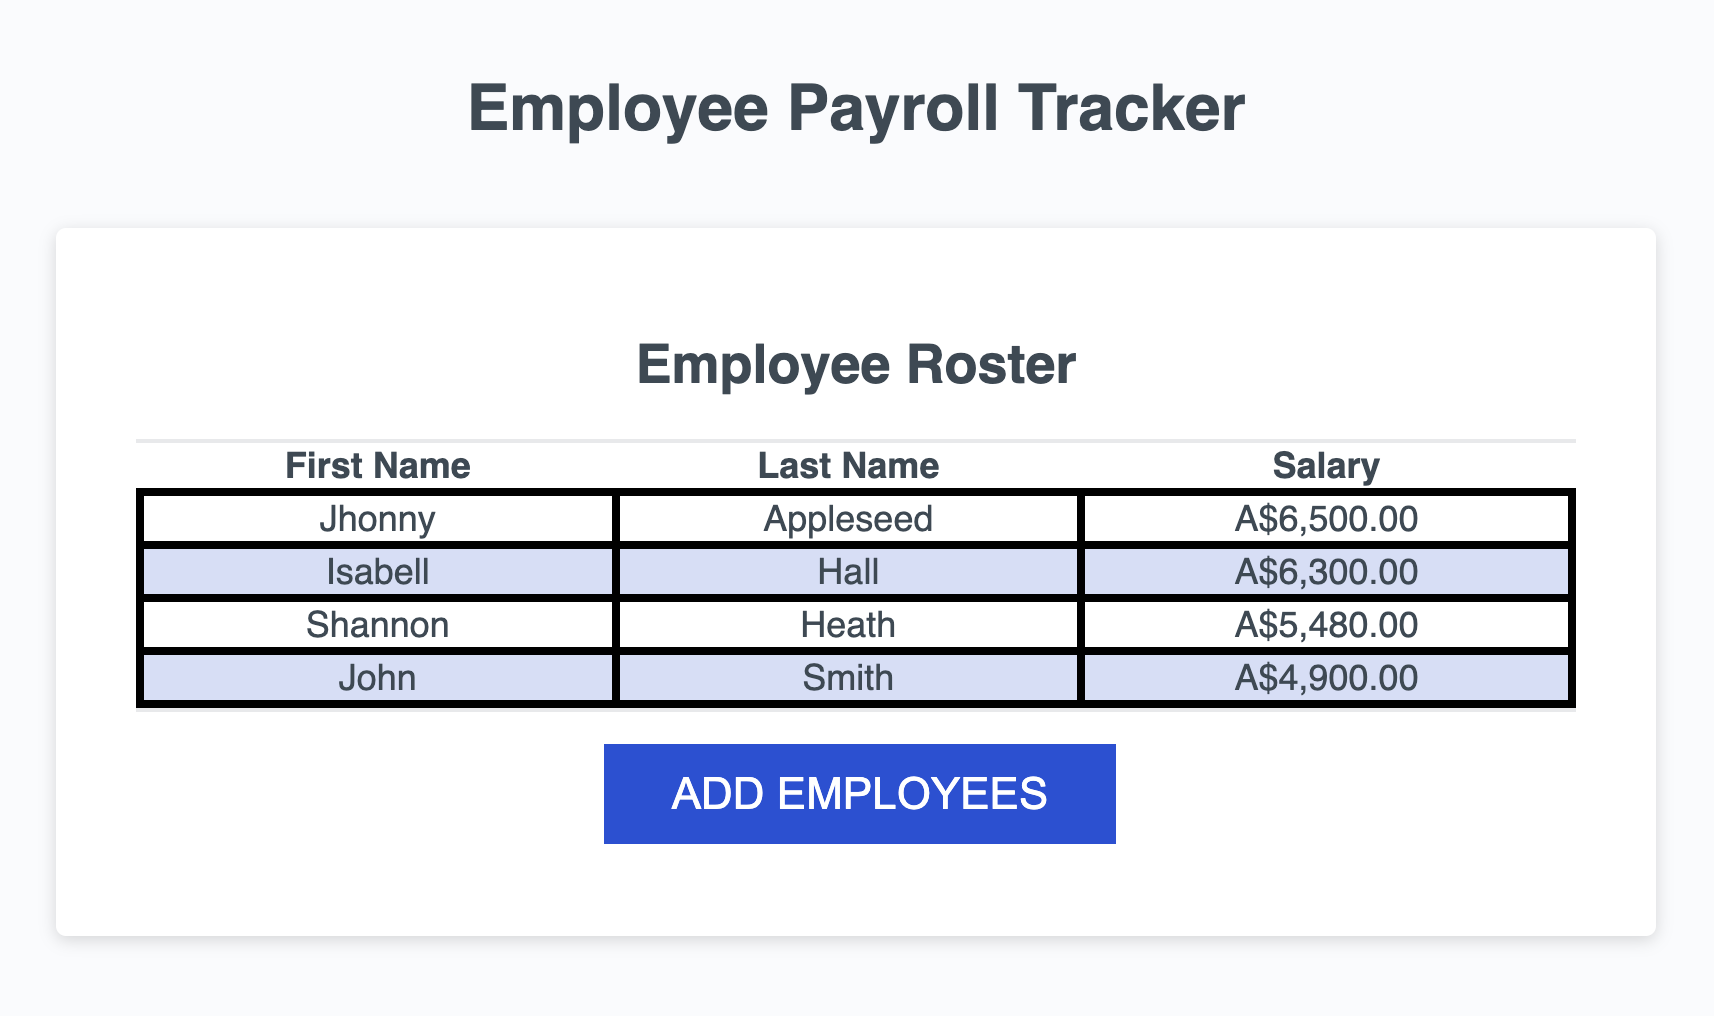 Employee Payroll Tracker
Employee Roster
First Name Last Name Salary
Jhonny Appleseed A$6,500.00
Isabell Hall A$6,300.00
Shannon Heath A$5,480.00
John Smith A$4,900.00
ADD EMPLOYEES